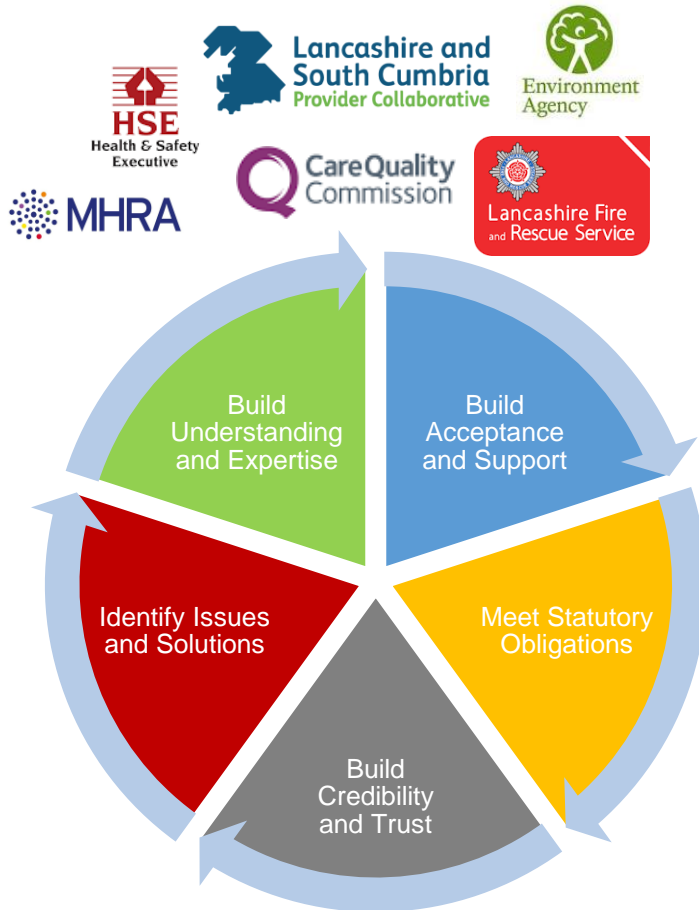 Lancashire and
South Cumbria
Provider Collaborative
Environment
Agency
HSE
Health & Safety
Executive
CareQuality
Commission
Lancashire Fire
and Rescue Service
MHRA
Build
Understanding
and Expertise
Build
Acceptance
and Support
Identify Issues
and Solutions
Meet Statutory
Obligations
Build
Credibility
and Trust